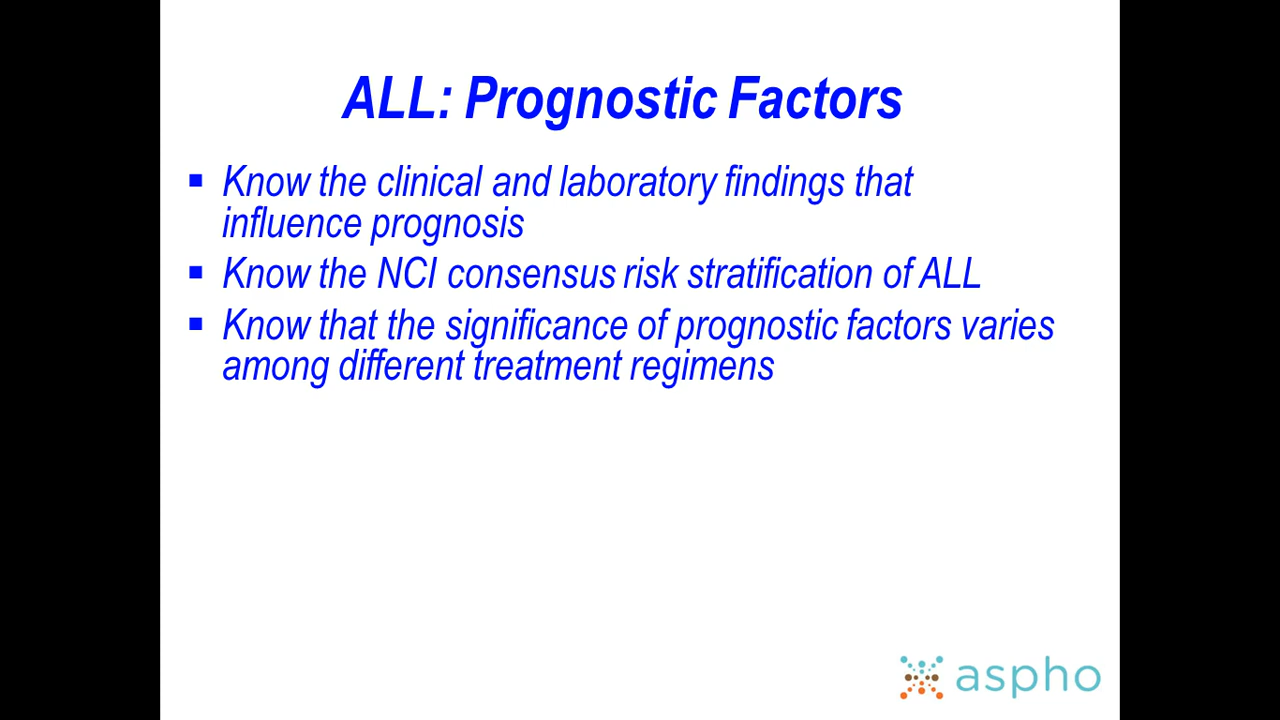 ALL: Prognostic Factors
Know the clinical and laboratory findings that
influence prognosis
Know the NCI consensus risk stratification of ALL
Know that the significance of prognostic factors varies
among different treatment regimens
aspho